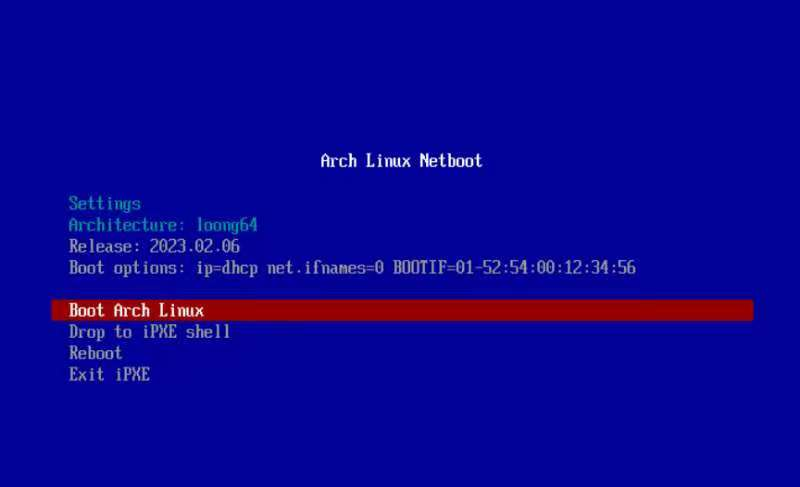 Arch Linux Netboot
Settings
Architecture: loong64
Release: 2023.02.06
Boot options: ip=dhcp net.ifnames=0 BOOTIF=01-52:54:00:12:34:56
Boot Arch Linux
Drop to iPXE shell
Reboot
Exit iPXE